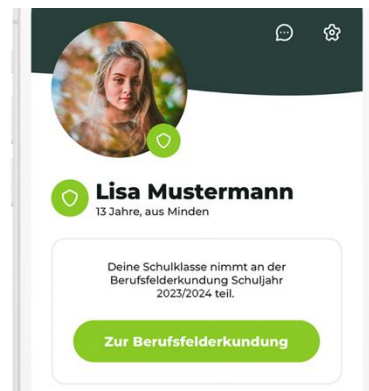 Lisa Mustermann
13 Jahre, aus Minden
Deine Schulklasse nimmt an der
Berufsfelderkundung Schuljahr
2023/2024 teil.
Zur Berufsfelderkundung